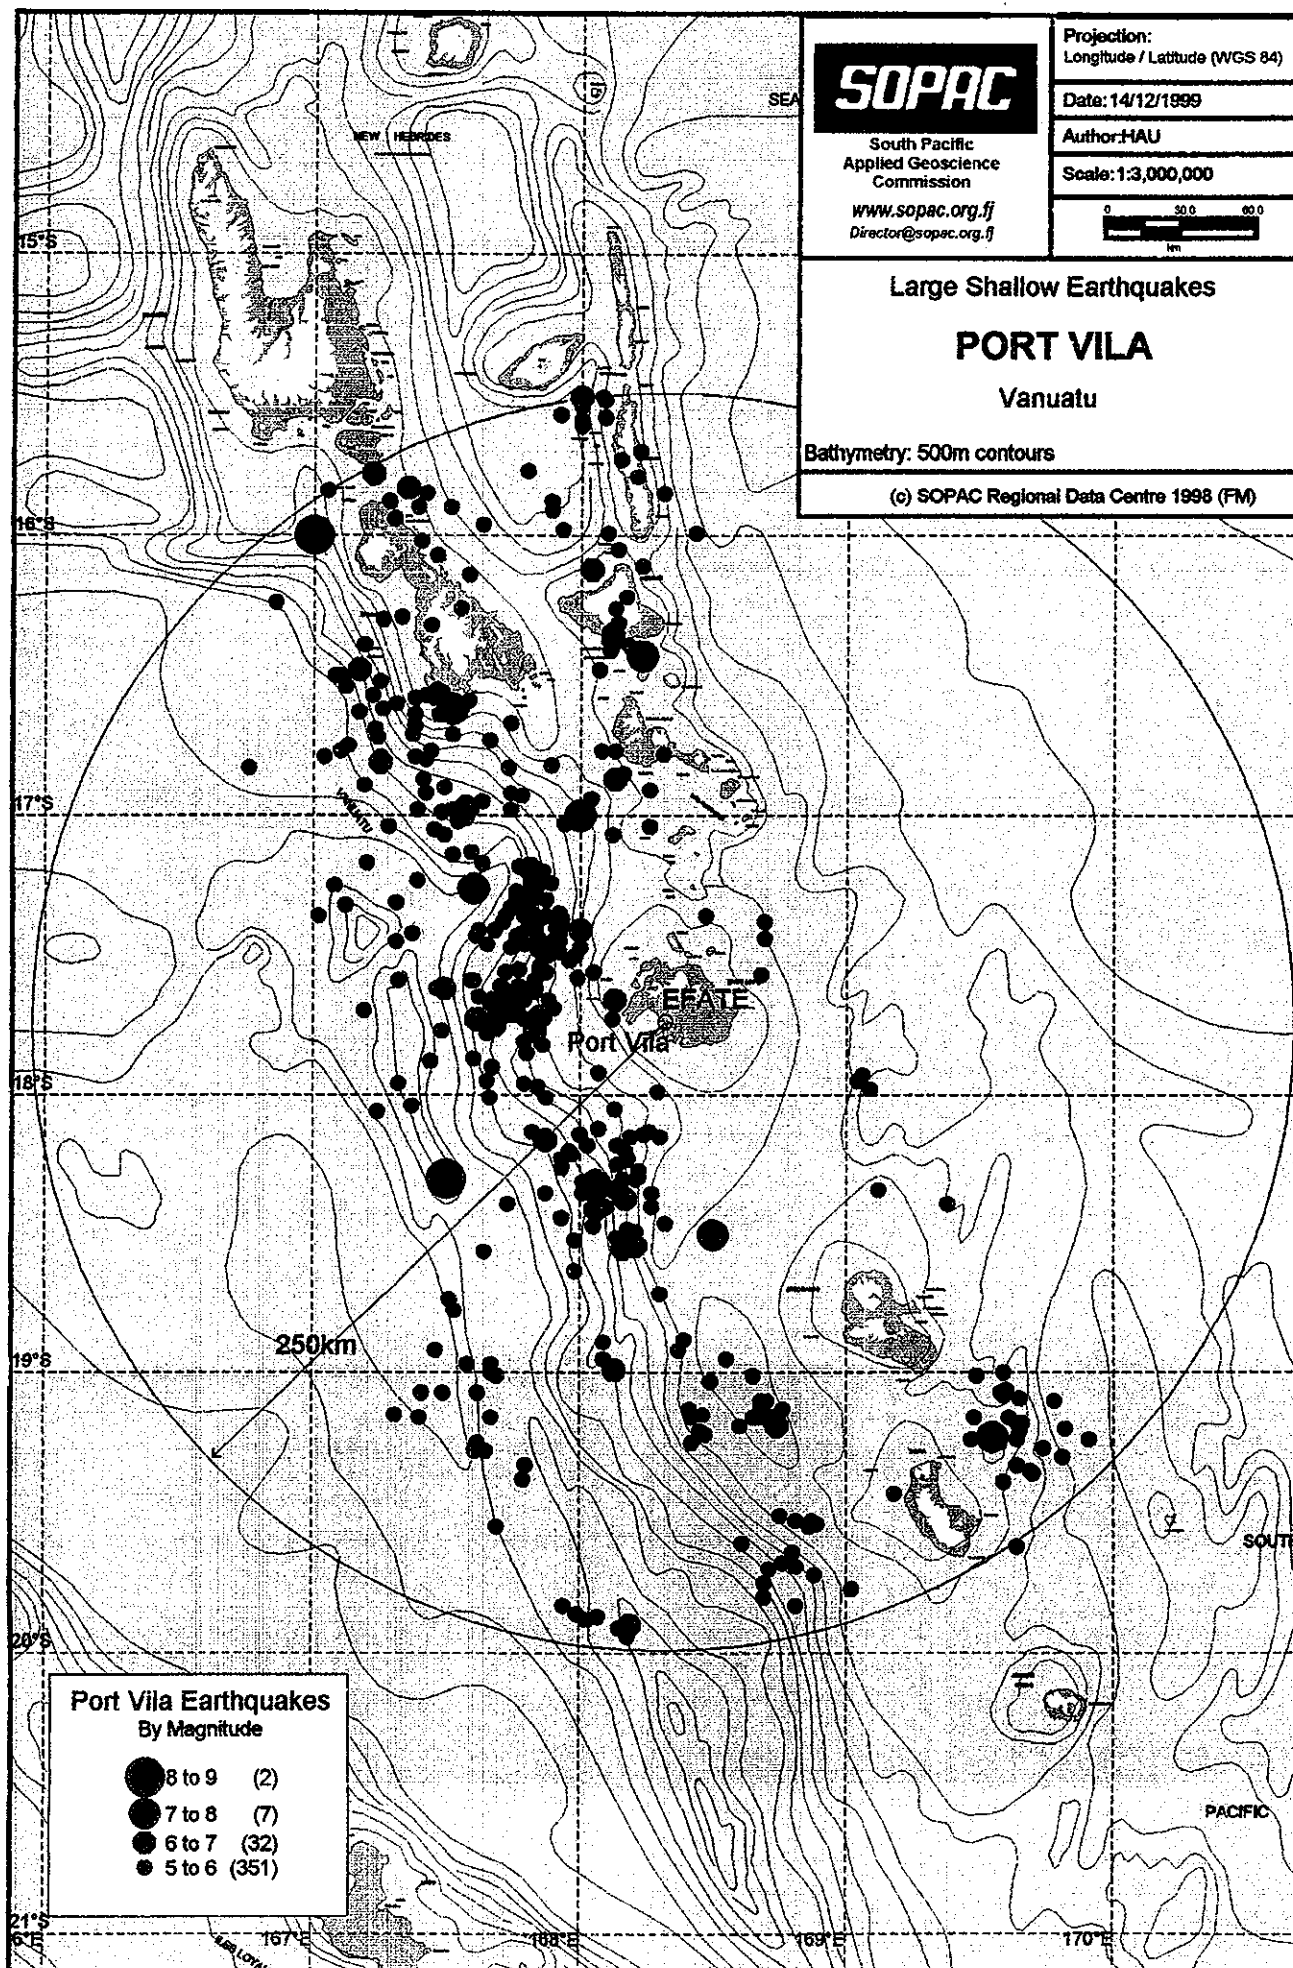 SOPAC
South Pacific
Applied Geoscience
Commission
www.sopac.org.fj
Director@sopac.org.fj
Projection:
Longitude / Latitude (WGS 84)
Date:14/12/1999
Author:HAU
Scale:1:3,000,000
0 30.0 60.0
km
Large Shallow Earthquakes
PORT VILA
Vanuatu
Bathymetry: 500m contours
(c) SOPAC Regional Data Centre 1998 (FM)
SEA
NEW HEBRIDES
15°S
16°S
17°S
VANUATU
EFATE
Port Vila
18°S
250km
19°S
SOUTH
20°S
Port Vila Earthquakes
By Magnitude
8 to 9 (2)
7 to 8 (7)
6 to 7 (32)
5 to 6 (351)
PACIFIC
21°S
6°E
167°E
168°E
169°E
170°E